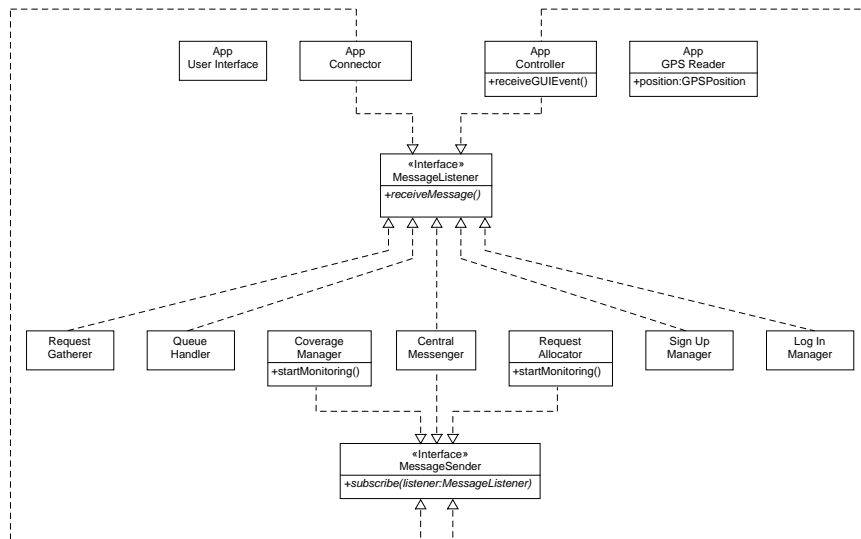 App
User Interface
App
Connector
App
Controller
+receiveGUIEvent()
App
GPS Reader
+position:GPSPosition
«Interface»
MessageListener
+receiveMessage()
Request
Gatherer
Queue
Handler
Coverage
Manager
+startMonitoring()
Central
Messenger
Request
Allocator
+startMonitoring()
Sign Up
Manager
Log In
Manager
«Interface»
MessageSender
+subscribe(listener:MessageListener)